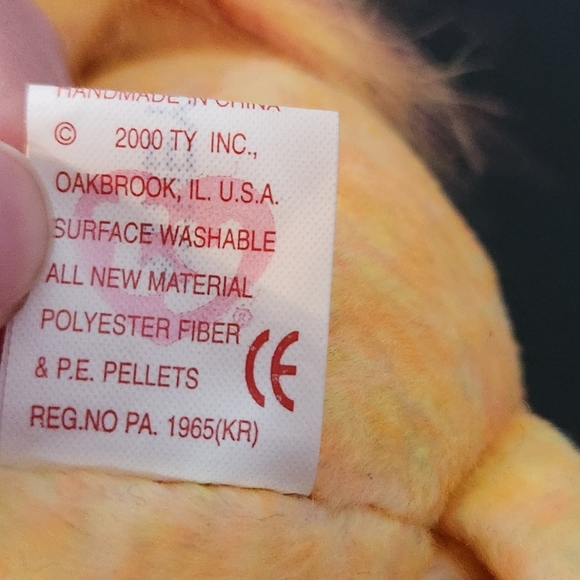 HANDMADE IN CHINA
© 2000 TY INC.,
OAKBROOK, IL. U.S.A.
SURFACE WASHABLE
ALL NEW MATERIAL
POLYESTER FIBER
& P.E. PELLETS
CE
REG.NO PA. 1965(KR)